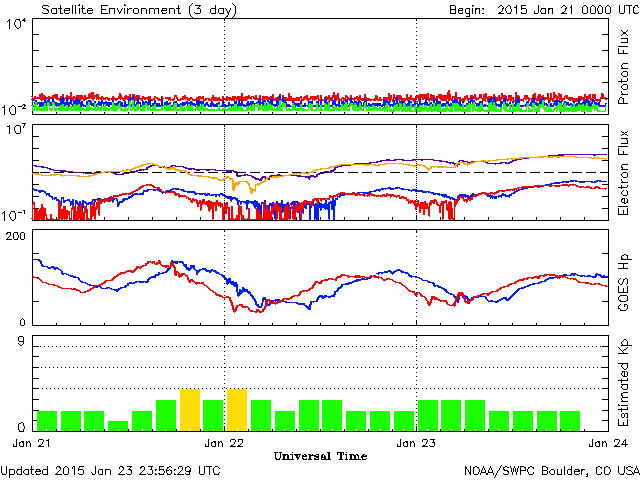 Satellite Environment (3 day)
Begin: 2015 Jan 21 0000 UTC
10⁴
10⁻²
Proton Flux
10⁷
10⁻¹
Electron Flux
200
0
GOES Hp
9
0
Estimated Kp
Jan 21
Jan 22
Jan 23
Jan 24
Universal Time
Updated 2015 Jan 23 23:56:29 UTC
NOAA/SWPC Boulder, CO USA